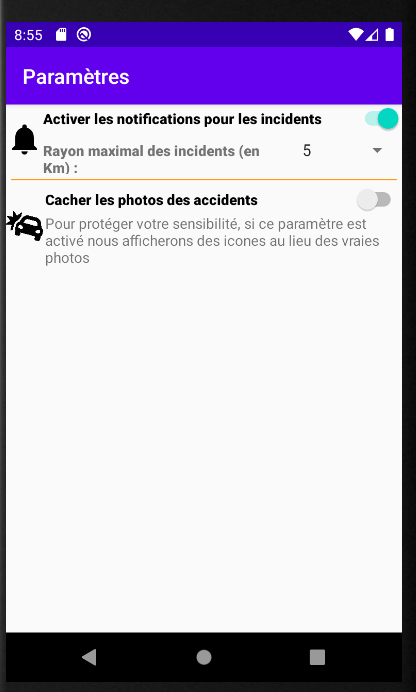 8:55
Paramètres
Activer les notifications pour les incidents
Rayon maximal des incidents (en
Km) :
5
Cacher les photos des accidents
Pour protéger votre sensibilité, si ce paramètre est
activé nous afficherons des icones au lieu des vraies
photos